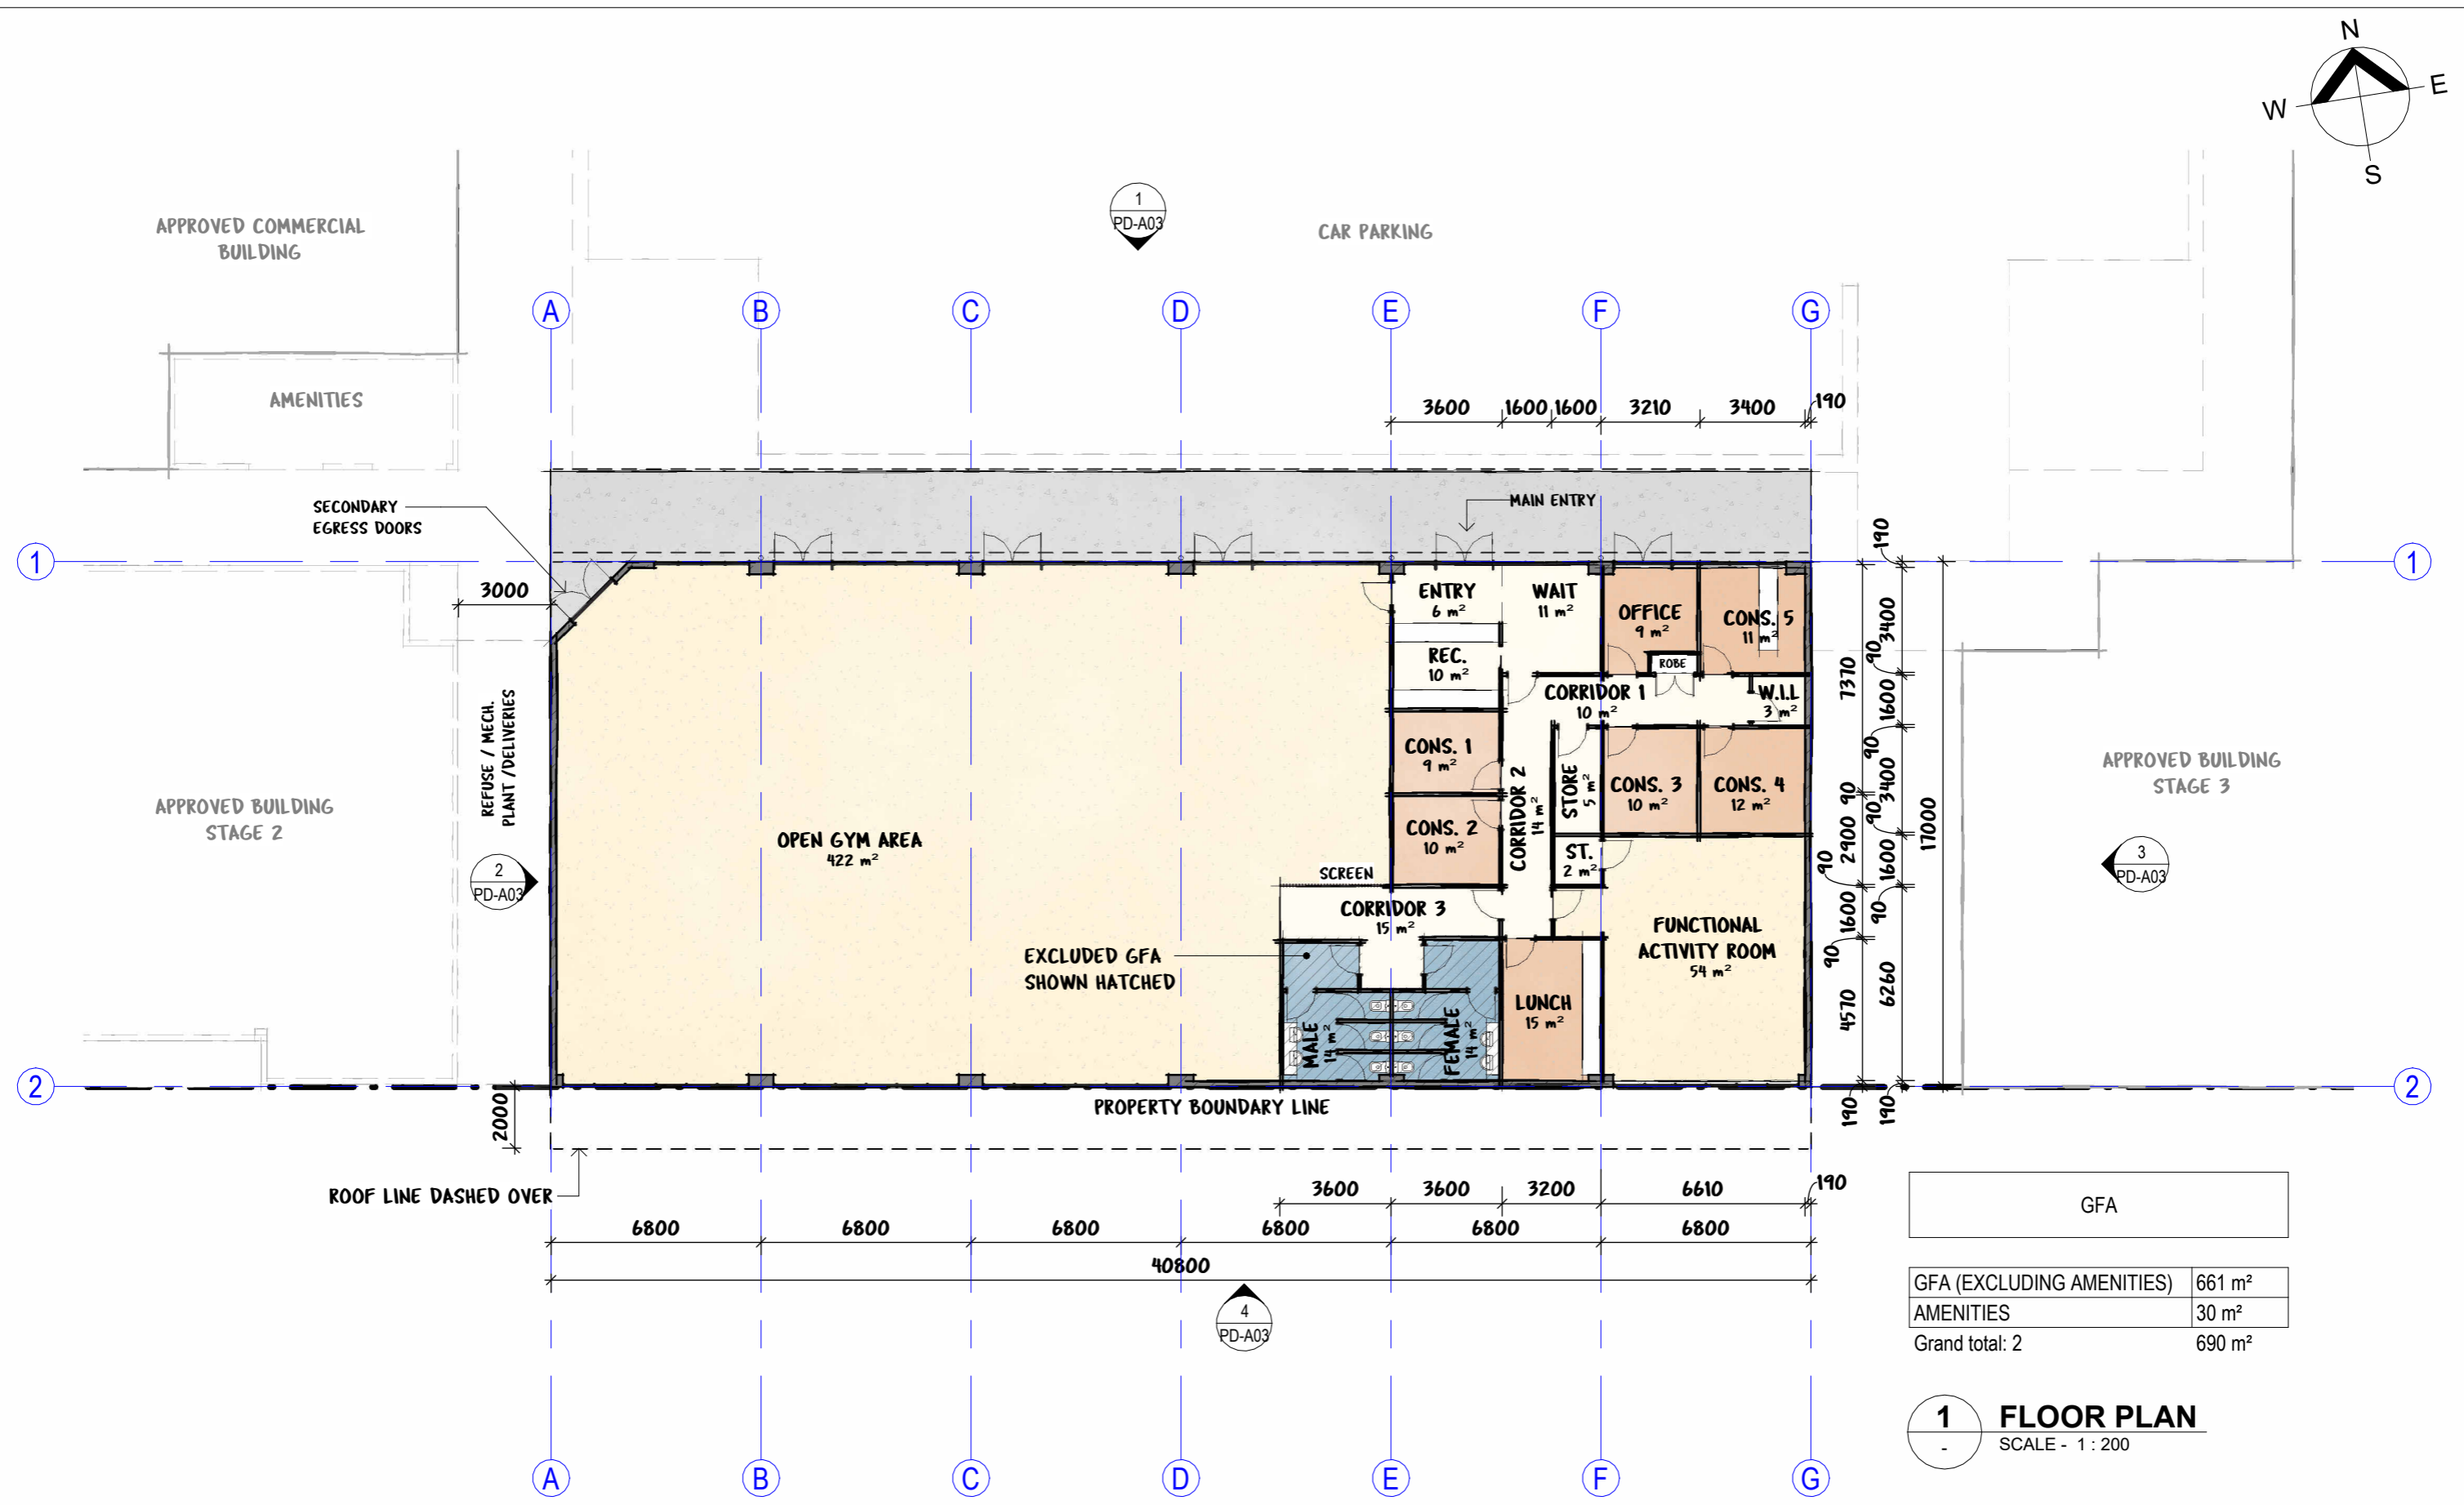 N
E
W
S
1
PD-A03
APPROVED COMMERCIAL
BUILDING
CAR PARKING
A
B
C
D
E
F
G
AMENITIES
3600
1600
1600
3210
3400
190
SECONDARY
EGRESS DOORS
MAIN ENTRY
190
1
1
3000
ENTRY
6 m²
WAIT
11 m²
OFFICE
9 m²
CONS. 5
11 m²
REC.
10 m²
ROBE
CORRIDOR 1
10 m²
W.I.L
3 m²
REFUSE / MECH.
PLANT /DELIVERIES
CONS. 1
9 m²
CORRIDOR 2
14 m²
STORE
5 m²
CONS. 3
10 m²
CONS. 4
12 m²
APPROVED BUILDING
STAGE 2
APPROVED BUILDING
STAGE 3
OPEN GYM AREA
422 m²
CONS. 2
10 m²
ST.
2 m²
SCREEN
2
PD-A03
3
PD-A03
CORRIDOR 3
15 m²
FUNCTIONAL
ACTIVITY ROOM
54 m²
EXCLUDED GFA
SHOWN HATCHED
MALE
14 m²
FEMALE
14 m²
LUNCH
15 m²
7370
90
2900
90
1600
90
4570
190
3400
90
1600
90
3400
90
1600
90
6260
190
17000
2
2
PROPERTY BOUNDARY LINE
2000
ROOF LINE DASHED OVER
3600
3600
3200
6610
190
6800
6800
6800
6800
6800
6800
40800
4
PD-A03
GFA
GFA (EXCLUDING AMENITIES) 661 m²
AMENITIES 30 m²
Grand total: 2 690 m²
1
-
FLOOR PLAN
SCALE - 1 : 200
A
B
C
D
E
F
G